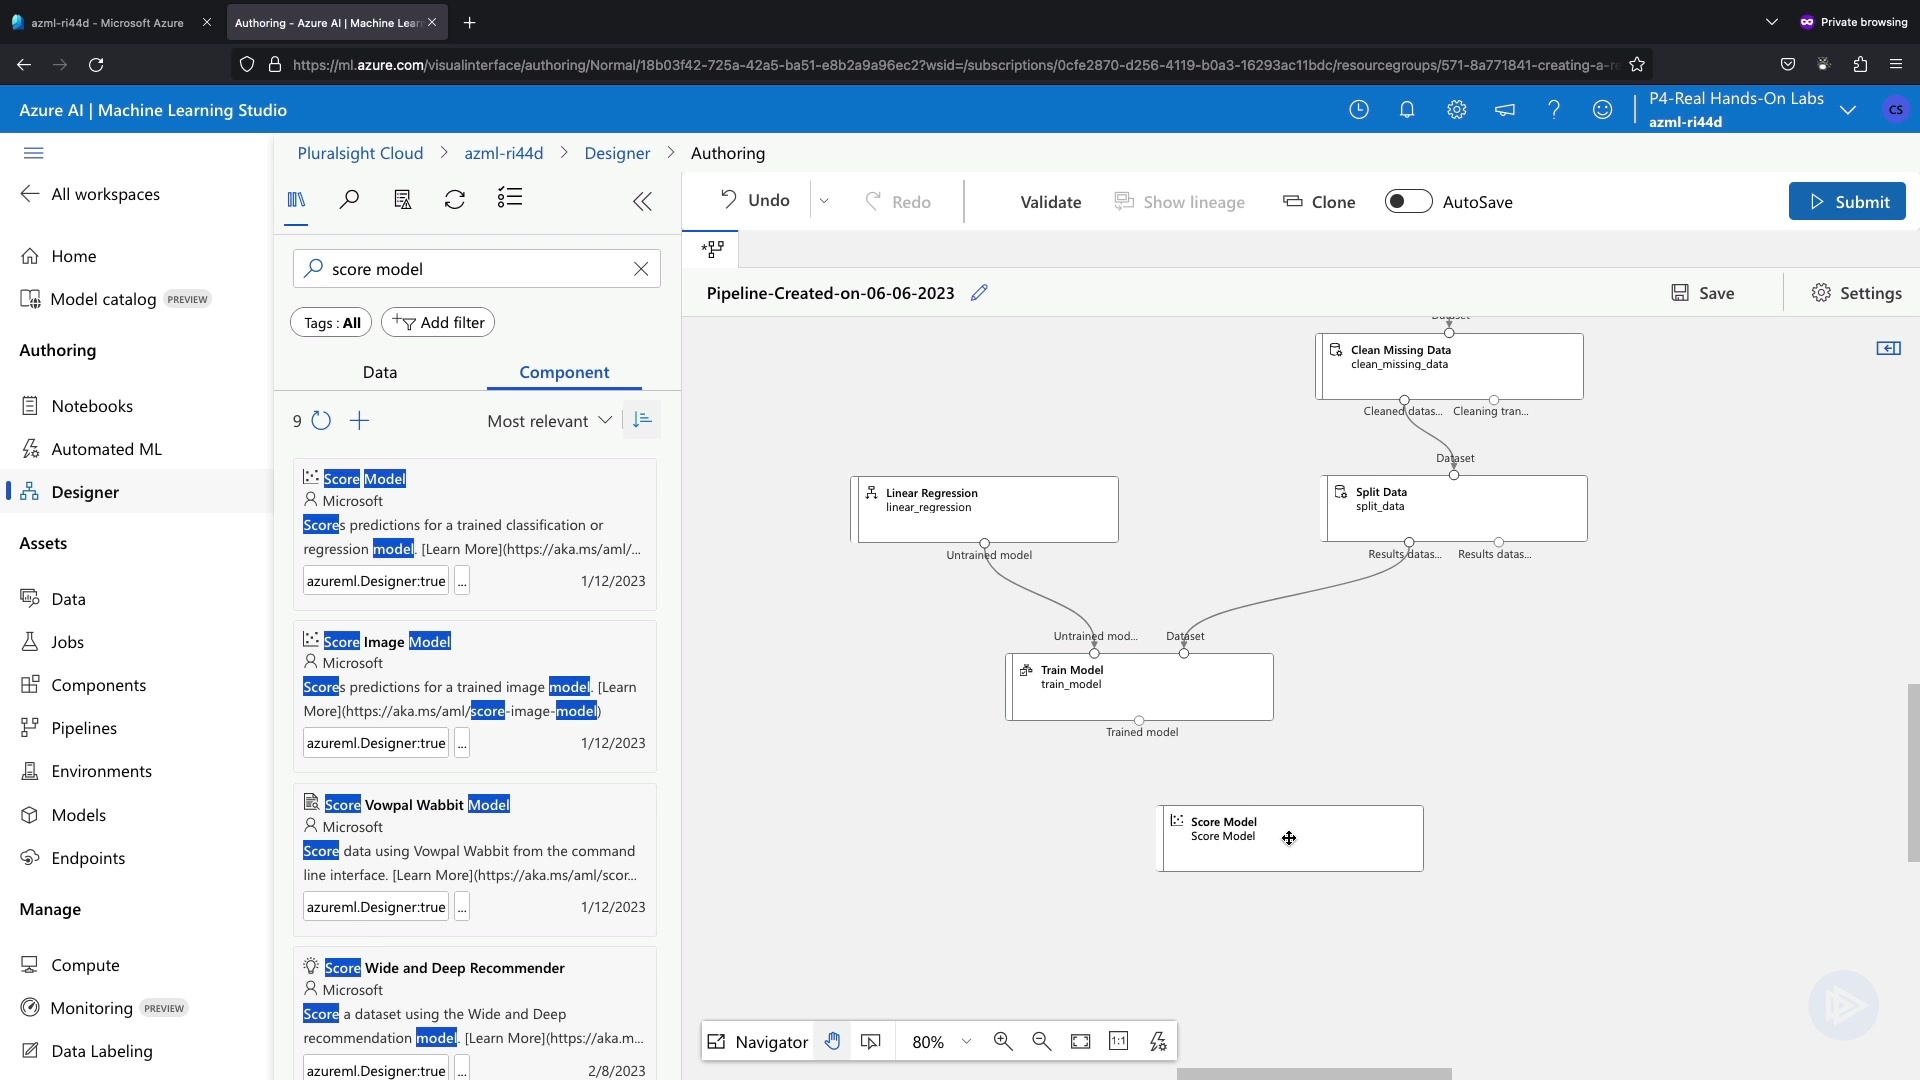 azml-ri44d - Microsoft Azure
Authoring - Azure AI | Machine Lear
Private browsing
https://ml.azure.com/visualinterface/authoring/Normal/18b03f42-725a-42a5-ba51-e8b2a9a96ec2?wsid=/subscriptions/0cfe2870-d256-4119-b0a3-16293ac11bdc/resourcegroups/571-8a771841-creating-a-re
Azure AI | Machine Learning Studio
P4-Real Hands-On Labs
azml-ri44d
CS
All workspaces
Home
Model catalog PREVIEW
Authoring
Notebooks
Automated ML
Designer
Assets
Data
Jobs
Components
Pipelines
Environments
Models
Endpoints
Manage
Compute
Monitoring PREVIEW
Data Labeling
Pluralsight Cloud > azml-ri44d > Designer > Authoring
score model
Tags : All
Add filter
Data
Component
9
Most relevant
Score Model
Microsoft
Scores predictions for a trained classification or
regression model. [Learn More](https://aka.ms/aml/...
azureml.Designer:true ... 1/12/2023
Score Image Model
Microsoft
Scores predictions for a trained image model. [Learn
More](https://aka.ms/aml/score-image-model)
azureml.Designer:true ... 1/12/2023
Score Vowpal Wabbit Model
Microsoft
Score data using Vowpal Wabbit from the command
line interface. [Learn More](https://aka.ms/aml/scor...
azureml.Designer:true ... 1/12/2023
Score Wide and Deep Recommender
Microsoft
Score a dataset using the Wide and Deep
recommendation model. [Learn More](https://aka.m...
azureml.Designer:true ... 2/8/2023
Undo
Redo
Validate
Show lineage
Clone
AutoSave
Submit
Pipeline-Created-on-06-06-2023
Save
Settings
Dataset
Clean Missing Data
clean_missing_data
Cleaned datas... Cleaning tran...
Dataset
Linear Regression
linear_regression
Untrained model
Split Data
split_data
Results datas... Results datas...
Untrained mod... Dataset
Train Model
train_model
Trained model
Score Model
Score Model
Navigator
80%
1:1